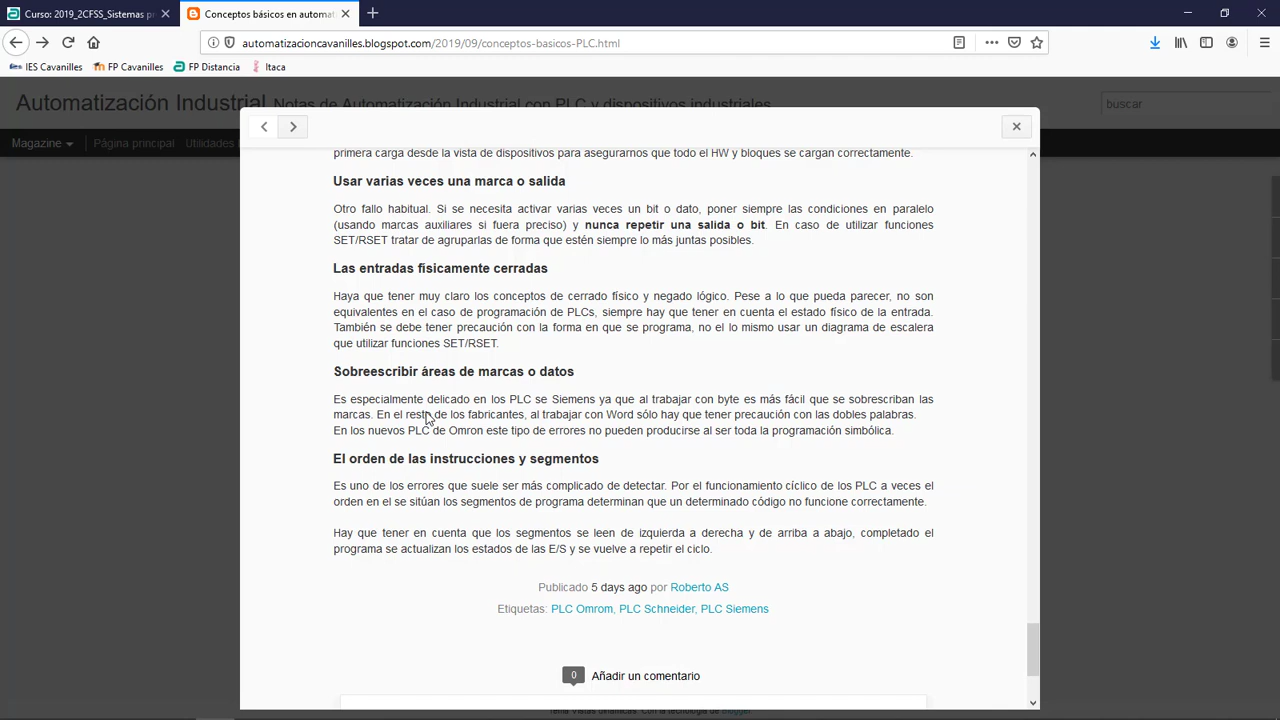 Curso: 2019_2CFSS_Sistemas p
Conceptos básicos en automat
automatizacioncavanilles.blogspot.com/2019/09/conceptos-basicos-PLC.html
IES Cavanilles
FP Cavanilles
FP Distancia
Itaca
Automatización Industrial Notas de Automatización Industrial con PLC y dispositivos industriales
buscar
Magazine
Página principal
Utilidades
primera carga desde la vista de dispositivos para asegurarnos que todo el HW y bloques se cargan correctamente.
Usar varias veces una marca o salida
Otro fallo habitual. Si se necesita activar varias veces un bit o dato, poner siempre las condiciones en paralelo
(usando marcas auxiliares si fuera preciso) y nunca repetir una salida o bit. En caso de utilizar funciones
SET/RSET tratar de agruparlas de forma que estén siempre lo más juntas posibles.
Las entradas físicamente cerradas
Haya que tener muy claro los conceptos de cerrado físico y negado lógico. Pese a lo que pueda parecer, no son
equivalentes en el caso de programación de PLCs, siempre hay que tener en cuenta el estado físico de la entrada.
También se debe tener precaución con la forma en que se programa, no el lo mismo usar un diagrama de escalera
que utilizar funciones SET/RSET.
Sobreescribir áreas de marcas o datos
Es especialmente delicado en los PLC se Siemens ya que al trabajar con byte es más fácil que se sobrescriban las
marcas. En el resto de los fabricantes, al trabajar con Word sólo hay que tener precaución con las dobles palabras.
En los nuevos PLC de Omron este tipo de errores no pueden producirse al ser toda la programación simbólica.
El orden de las instrucciones y segmentos
Es uno de los errores que suele ser más complicado de detectar. Por el funcionamiento cíclico de los PLC a veces el
orden en el se sitúan los segmentos de programa determinan que un determinado código no funcione correctamente.
Hay que tener en cuenta que los segmentos se leen de izquierda a derecha y de arriba a abajo, completado el
programa se actualizan los estados de las E/S y se vuelve a repetir el ciclo.
Publicado 5 days ago por Roberto AS
Etiquetas: PLC Omrom, PLC Schneider, PLC Siemens
0 Añadir un comentario
Tema Vistas dinámicas. Con la tecnología de Blogger.